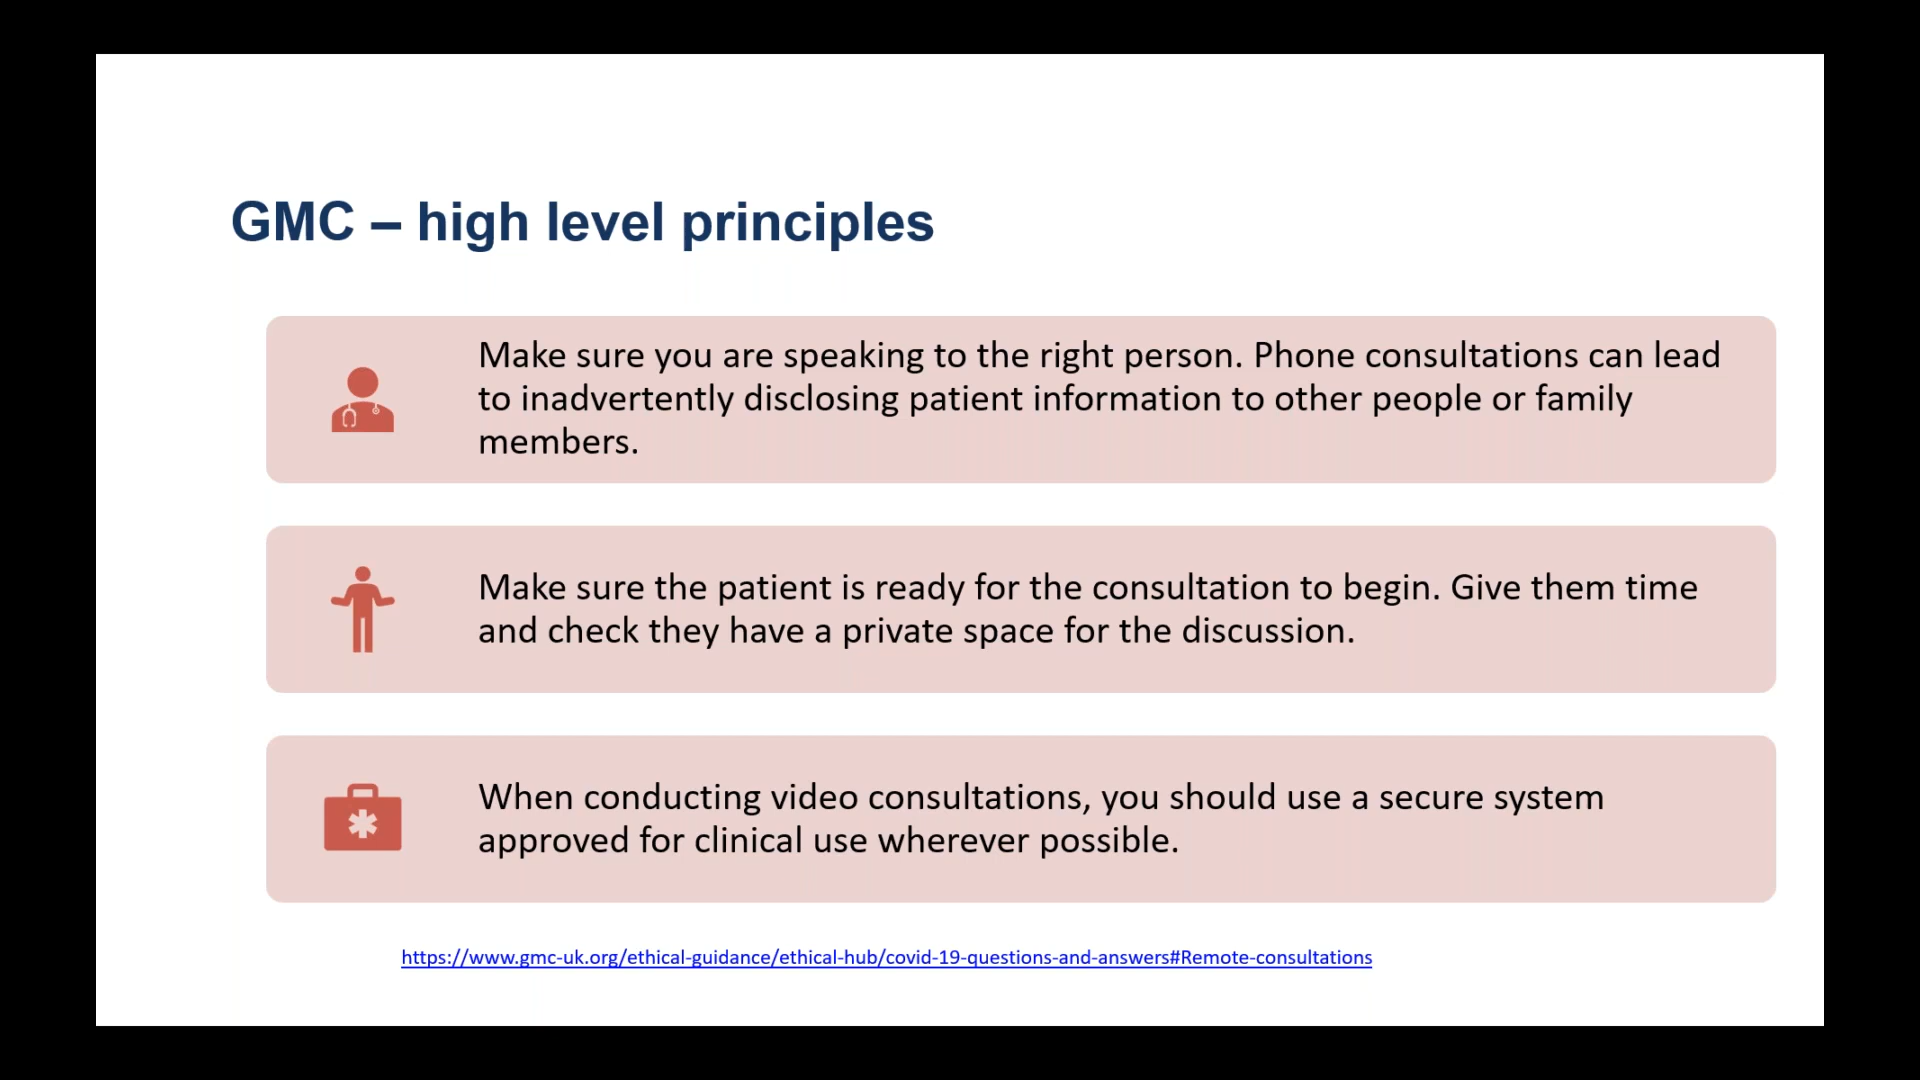 GMC – high level principles
Make sure you are speaking to the right person. Phone consultations can lead
to inadvertently disclosing patient information to other people or family
members.
Make sure the patient is ready for the consultation to begin. Give them time
and check they have a private space for the discussion.
When conducting video consultations, you should use a secure system
approved for clinical use wherever possible.
https://www.gmc-uk.org/ethical-guidance/ethical-hub/covid-19-questions-and-answers#Remote-consultations